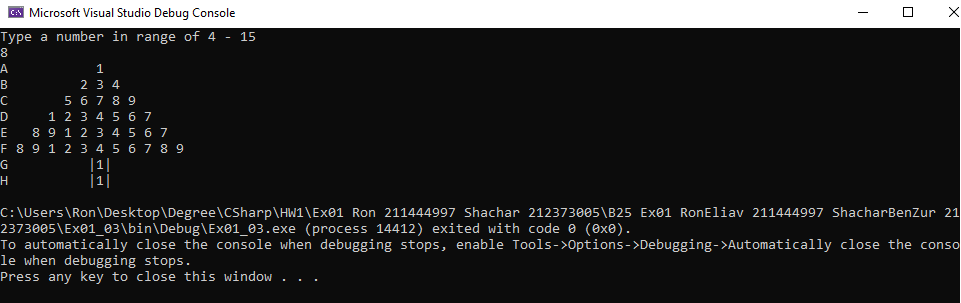 Microsoft Visual Studio Debug Console
Type a number in range of 4 - 15
8
A           1
B         2 3 4
C       5 6 7 8 9
D     1 2 3 4 5 6 7
E   8 9 1 2 3 4 5 6 7
F 8 9 1 2 3 4 5 6 7 8 9
G          |1|
H          |1|
C:\Users\Ron\Desktop\Degree\CSharp\HW1\Ex01 Ron 211444997 Shachar 212373005\B25 Ex01 RonEliav 211444997 ShacharBenZur 21
2373005\Ex01_03\bin\Debug\Ex01_03.exe (process 14412) exited with code 0 (0x0).
To automatically close the console when debugging stops, enable Tools->Options->Debugging->Automatically close the conso
le when debugging stops.
Press any key to close this window . . .